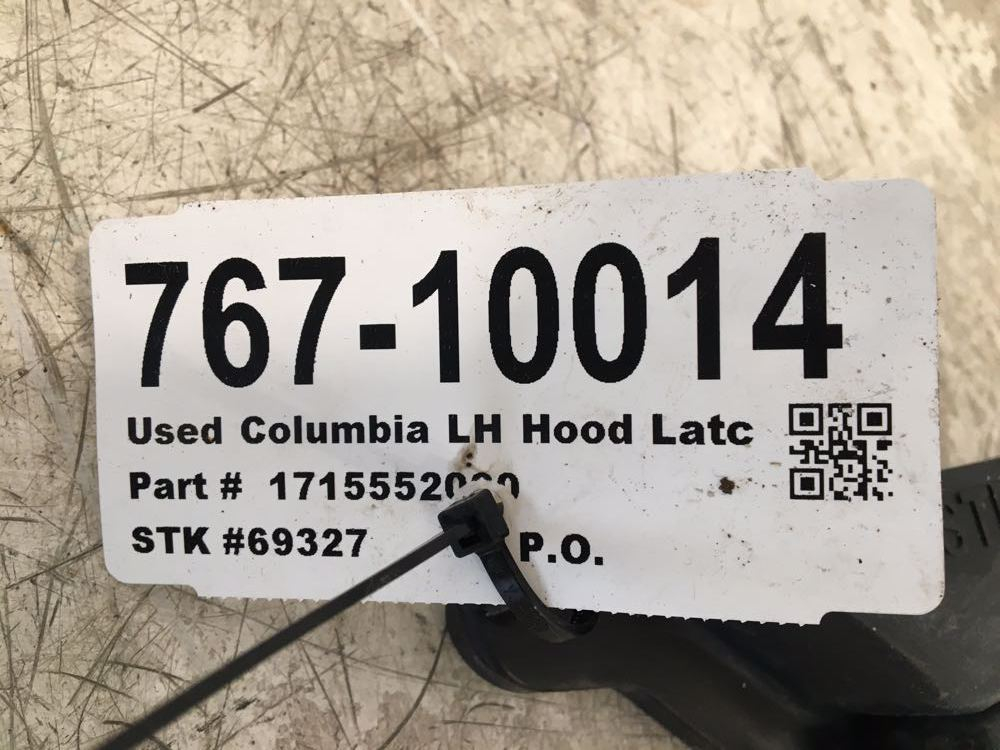 767-10014
Used Columbia LH Hood Latc
Part #
STK #69327 P.O.